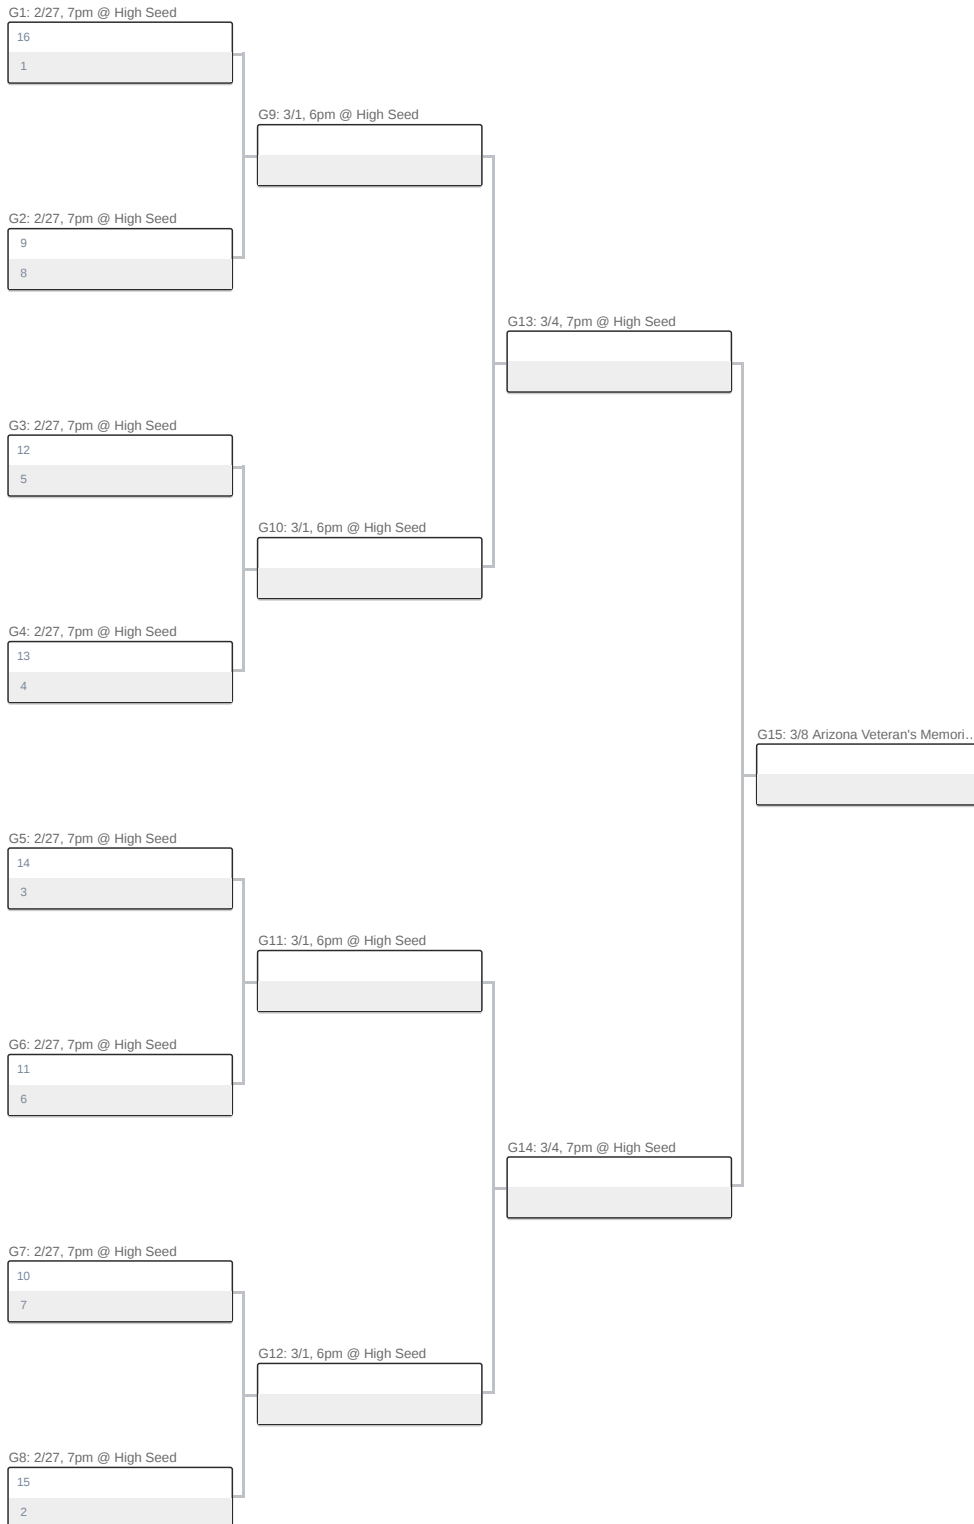 G1: 2/27, 7pm @ High Seed
16
1
G9: 3/1, 6pm @ High Seed
G2: 2/27, 7pm @ High Seed
9
8
G13: 3/4, 7pm @ High Seed
G3: 2/27, 7pm @ High Seed
12
5
G10: 3/1, 6pm @ High Seed
G4: 2/27, 7pm @ High Seed
13
4
G15: 3/8 Arizona Veteran's Memori...
G5: 2/27, 7pm @ High Seed
14
3
G11: 3/1, 6pm @ High Seed
G6: 2/27, 7pm @ High Seed
11
6
G14: 3/4, 7pm @ High Seed
G7: 2/27, 7pm @ High Seed
10
7
G12: 3/1, 6pm @ High Seed
G8: 2/27, 7pm @ High Seed
15
2